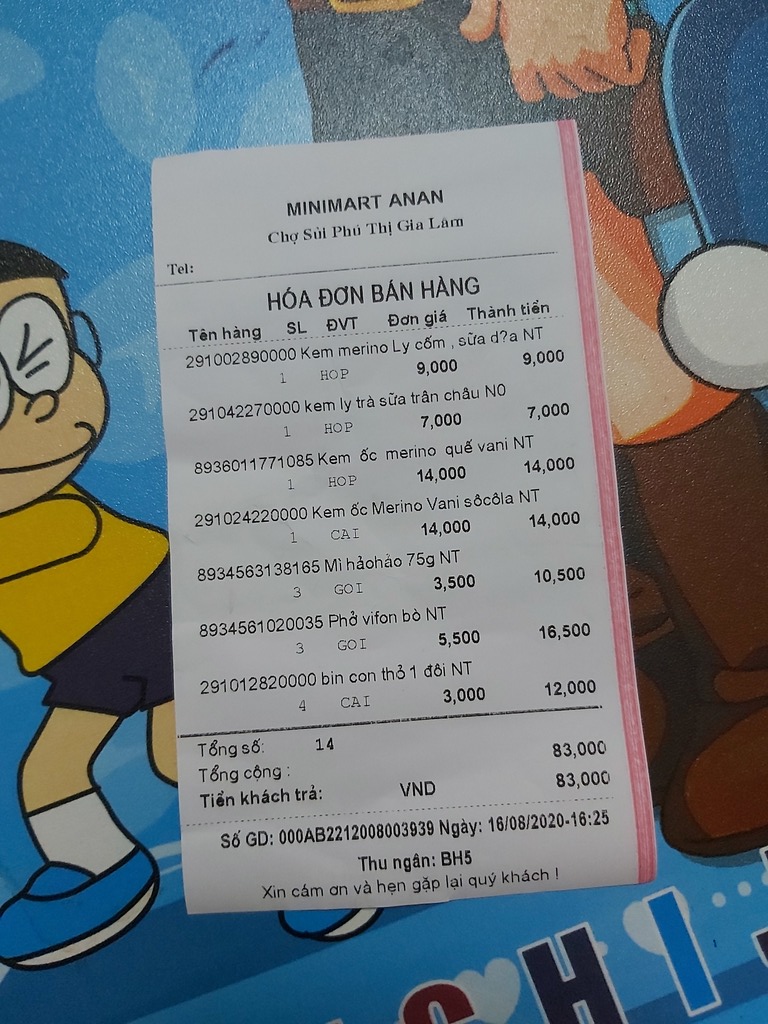 MINIMART ANAN
Chợ Sủi Phú Thị Gia Lâm
Tel:
HÓA ĐƠN BÁN HÀNG
Tên hàng SL ĐVT Đơn giá Thành tiền
291002890000 Kem merino Ly cốm , sữa d?a NT
1 HOP 9,000 9,000
291042270000 kem ly trà sữa trân châu N0
1 HOP 7,000 7,000
8936011771085 Kem ốc merino quế vani NT
1 HOP 14,000 14,000
291024220000 Kem ốc Merino Vani sôcôla NT
1 CAI 14,000 14,000
8934563138165 Mì hảohảo 75g NT
3 GOI 3,500 10,500
8934561020035 Phở vifon bò NT
3 GOI 5,500 16,500
291012820000 bin con thỏ 1 đôi NT
4 CAI 3,000 12,000
Tổng số: 14
Tổng cộng : 83,000
Tiền khách trả: VND 83,000
Số GD: 000AB2212008003939 Ngày: 16/08/2020-16:25
Thu ngân: BH5
Xin cám ơn và hẹn gặp lại quý khách !